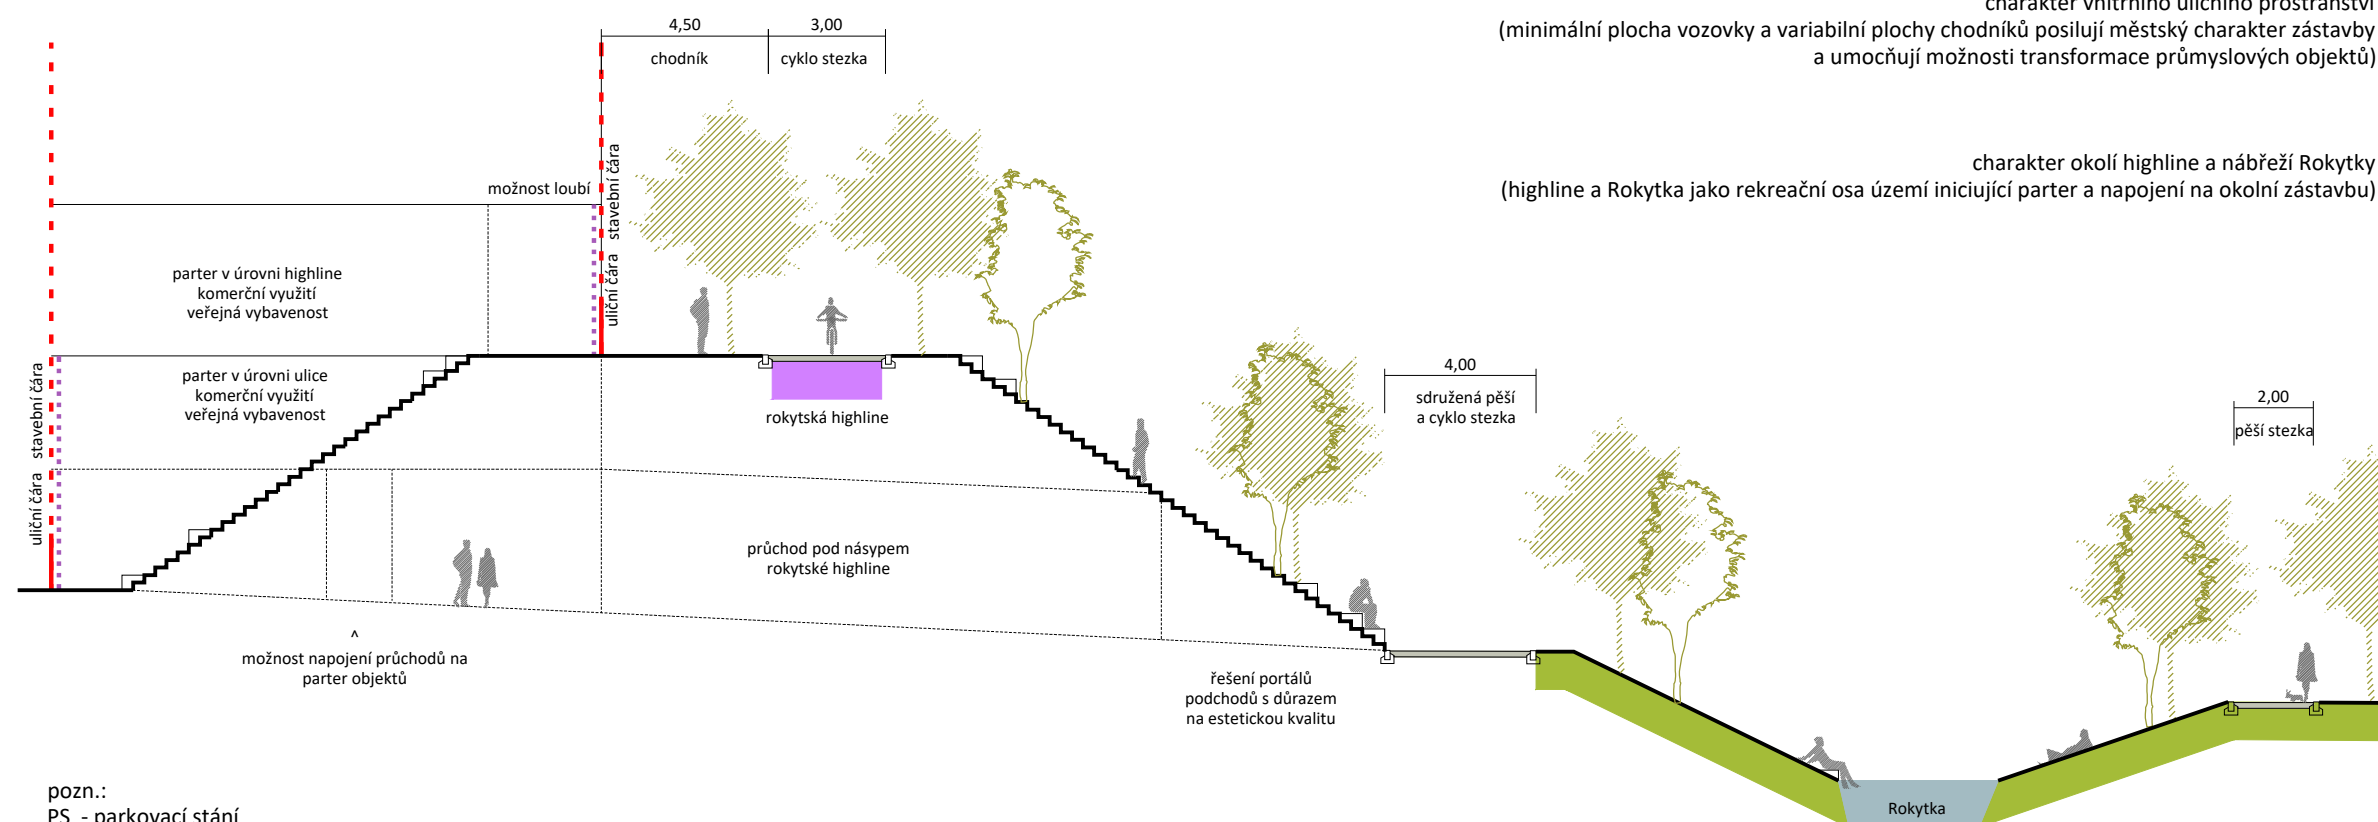 charakter vnitřního uličního prostranství
(minimální plocha vozovky a variabilní plochy chodníků posilují městský charakter zástavby
a umocňují možnosti transformace průmyslových objektů)
charakter okolí highline a nábřeží Rokytky
(highline a Rokytka jako rekreační osa území iniciující parter a napojení na okolní zástavbu)
4,50
chodník
3,00
cyklo stezka
možnost loubí
uliční čára stavební čára
parter v úrovni highline
komerční využití
veřejná vybavenost
uliční čára stavební čára
parter v úrovni ulice
komerční využití
veřejná vybavenost
rokytská highline
4,00
sdružená pěší
a cyklo stezka
2,00
pěší stezka
průchod pod násypem
rokytské highline
^
možnost napojení průchodů na
parter objektů
řešení portálů
podchodů s důrazem
na estetickou kvalitu
Rokytka
pozn.:
PS - parkovací stání